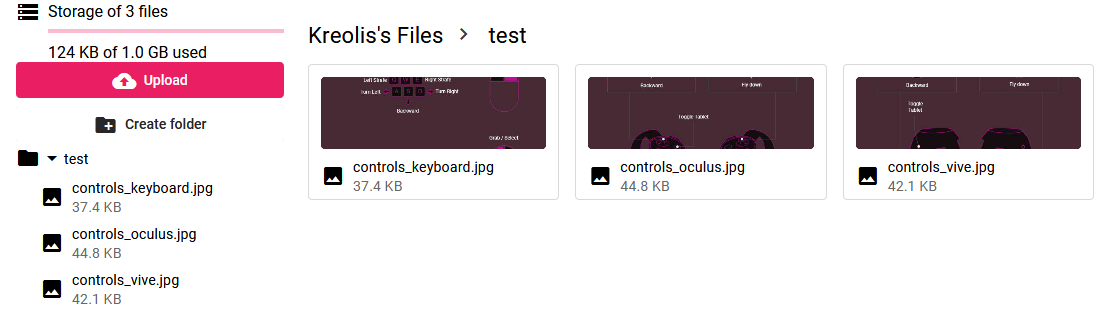 Storage of 3 files
124 KB of 1.0 GB used
Upload
Create folder
test
controls_keyboard.jpg
37.4 KB
controls_oculus.jpg
44.8 KB
controls_vive.jpg
42.1 KB
Kreolis's Files > test
Left Strafe Right Strafe
Turn Left Turn Right
Backward
Grab / Select
controls_keyboard.jpg
37.4 KB
Backward Fly down
Toggle Tablet
controls_oculus.jpg
44.8 KB
Backward Fly down
Toggle
Tablet
controls_vive.jpg
42.1 KB